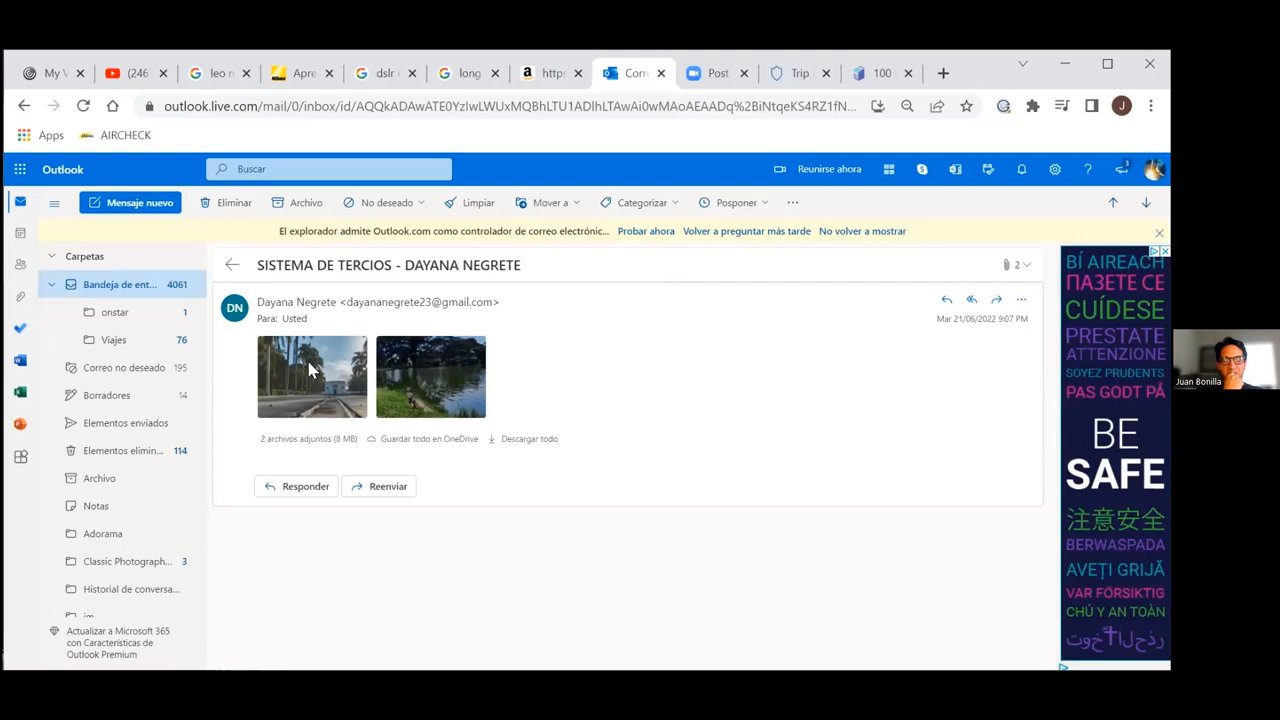 My V
(246
leo n
Apre
dslr
long
https
Corre
Post
Trip
100
outlook.live.com/mail/0/inbox/id/AQQkADAwATE0YzIwLWUxMQBhLTU1ADlhLTAwAi0wMAoAEAADq%2BiNtqeKS4RZ1fN...
J
Apps
AIRCHECK
Outlook
Buscar
Reunirse ahora
3
Mensaje nuevo
Eliminar
Archivo
No deseado
Limpiar
Mover a
Categorizar
Posponer
El explorador admite Outlook.com como controlador de correo electrónic...
Probar ahora
Volver a preguntar más tarde
No volver a mostrar
Carpetas
Bandeja de ent... 4061
onstar 1
Viajes 76
Correo no deseado 195
Borradores 14
Elementos enviados
Elementos elimin... 114
Archivo
Notas
Adorama
Classic Photograph... 3
Historial de conversa...
im
Actualizar a Microsoft 365
con Características de
Outlook Premium
SISTEMA DE TERCIOS - DAYANA NEGRETE
2
DN
Dayana Negrete <dayananegrete23@gmail.com>
Para: Usted
Mar 21/06/2022 9:07 PM
2 archivos adjuntos (8 MB)
Guardar todo en OneDrive
Descargar todo
Responder
Reenviar
BÍ AIREACH
ПАЗЕТЕ СЕ
CUÍDESE
PRESTATE
ATTENZIONE
SOYEZ PRUDENTS
PAS GODT PÅ
BE
SAFE
注意安全
BERWASPADA
AVEȚI GRIJĂ
VAR FÖRSIKTIG
CHÚ Ý AN TOÀN
Juan Bonilla